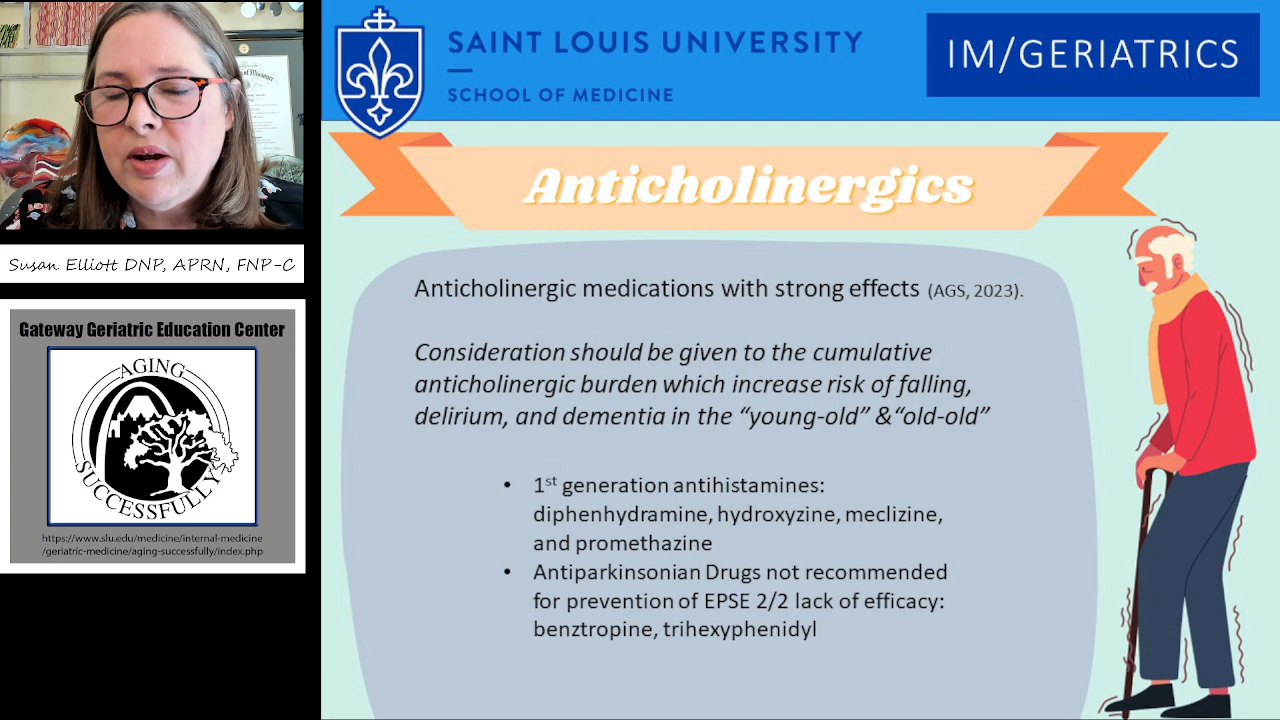 SAINT LOUIS UNIVERSITY
SCHOOL OF MEDICINE
IM/GERIATRICS
Anticholinergics
Susan Elliott DNP, APRN, FNP-C
Gateway Geriatric Education Center
AGING
SUCCESSFULLY
https://www.slu.edu/medicine/internal-medicine
/geriatric-medicine/aging-successfully/index.php
Anticholinergic medications with strong effects (AGS, 2023).
Consideration should be given to the cumulative
anticholinergic burden which increase risk of falling,
delirium, and dementia in the “young-old” &“old-old”
• 1st generation antihistamines:
diphenhydramine, hydroxyzine, meclizine,
and promethazine
• Antiparkinsonian Drugs not recommended
for prevention of EPSE 2/2 lack of efficacy:
benztropine, trihexyphenidyl